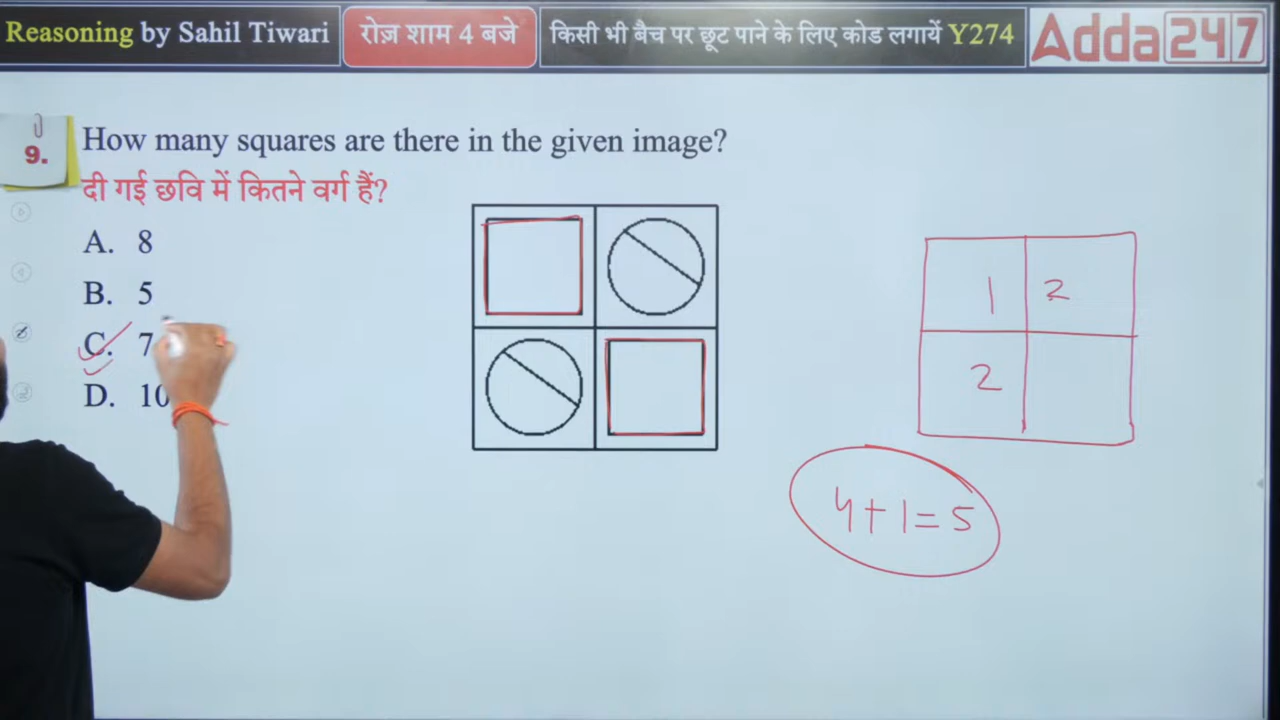 Reasoning by Sahil Tiwari
रोज़ शाम 4 बजे
किसी भी बैच पर छूट पाने के लिए कोड लगायें Y274
Adda247
9.
How many squares are there in the given image?
दी गई छवि में कितने वर्ग हैं?
A. 8
B. 5
C. 7
D. 10
1 2
2
4+1=5